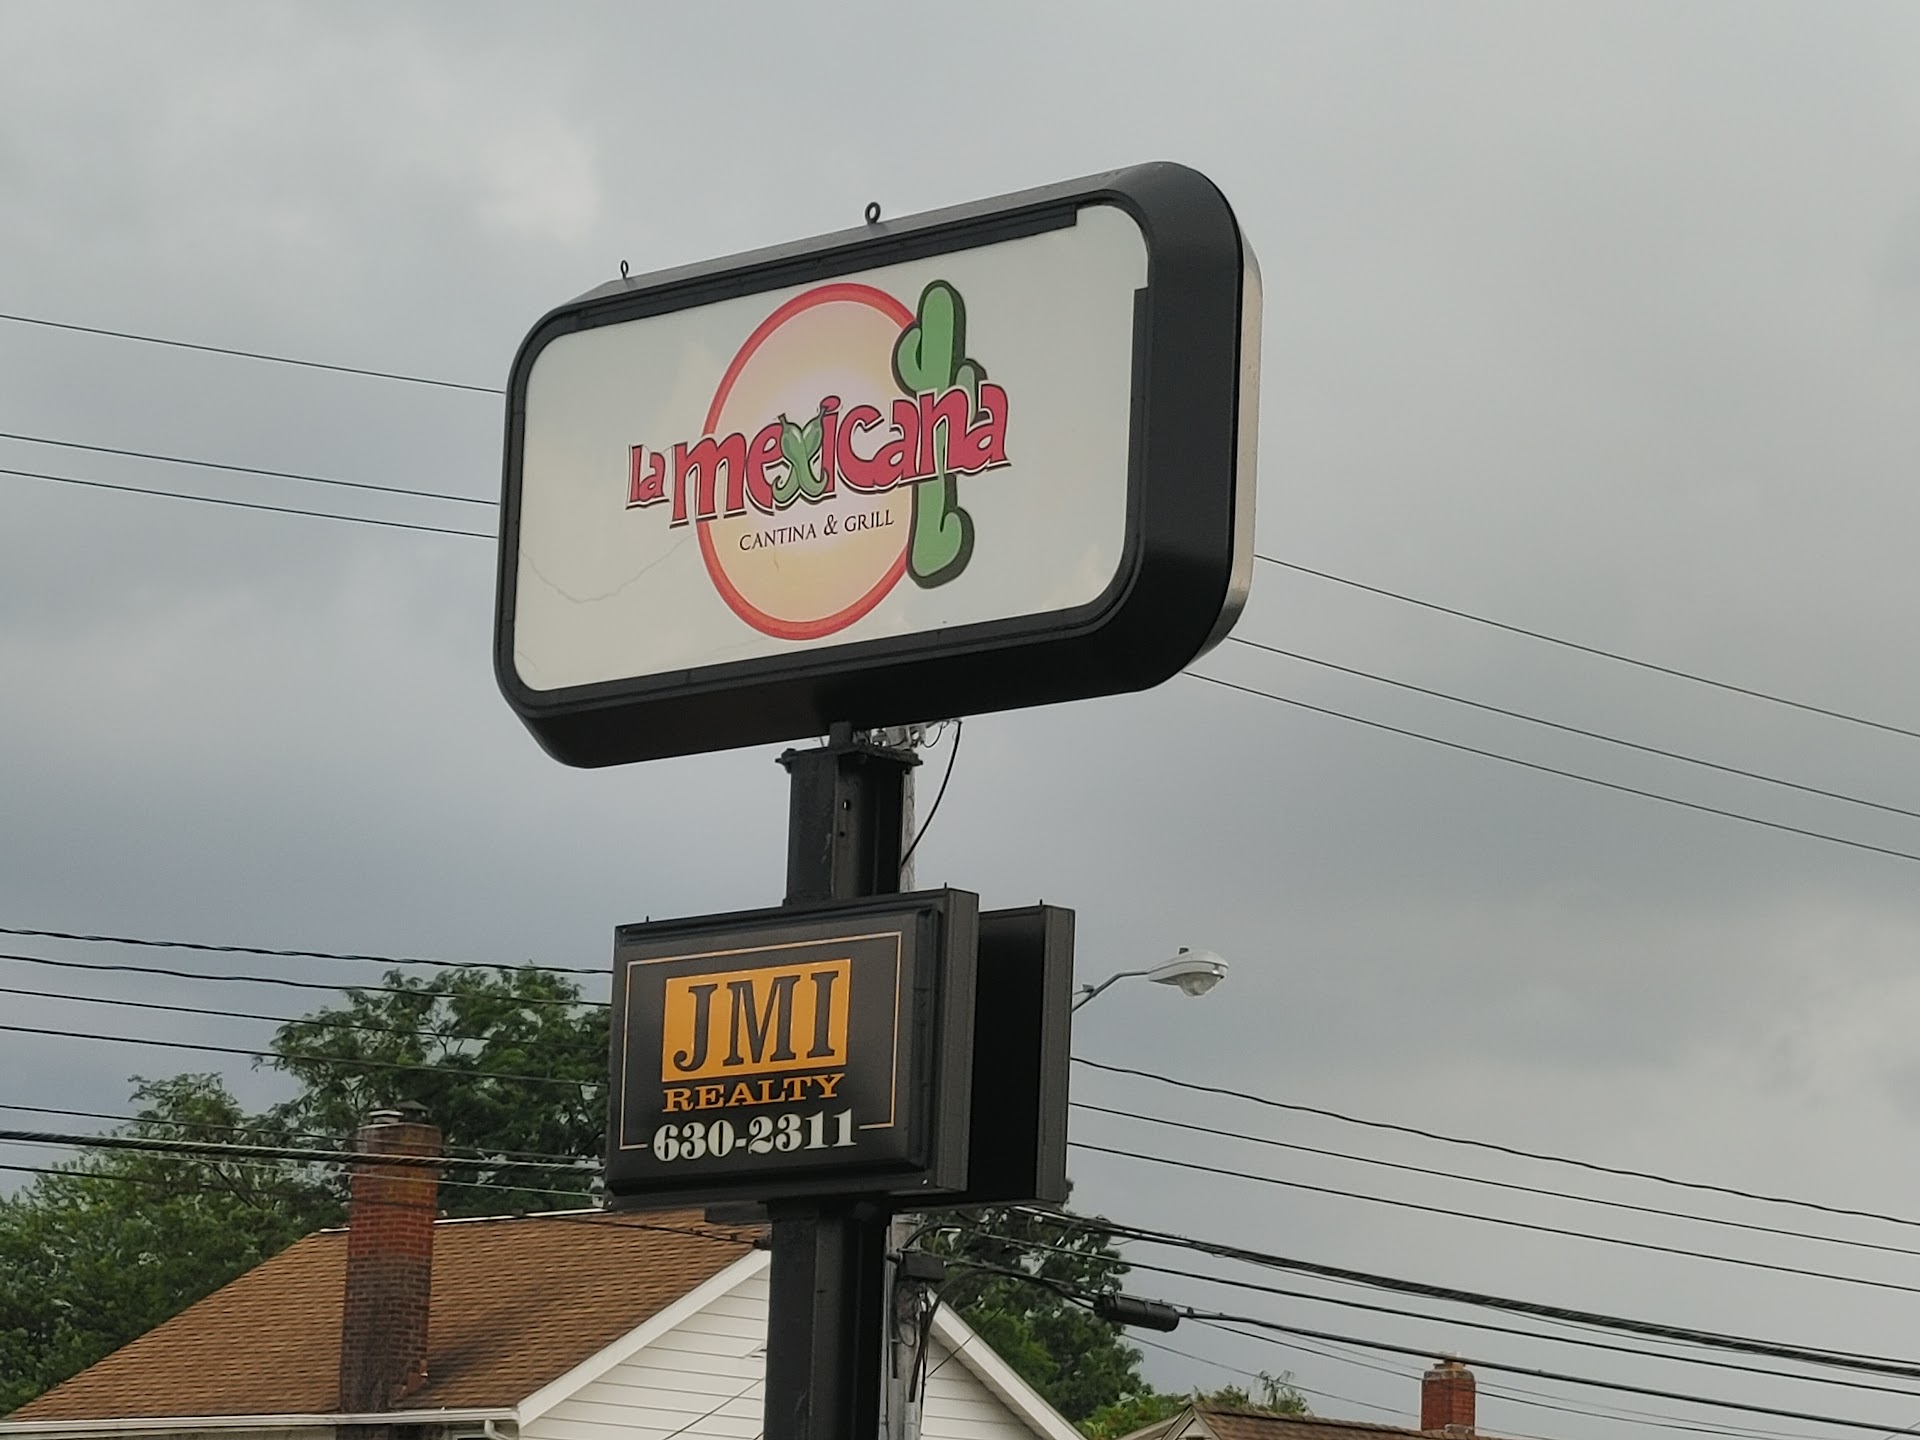 la mexicana
CANTINA & GRILL
JMI
REALTY
630-2311